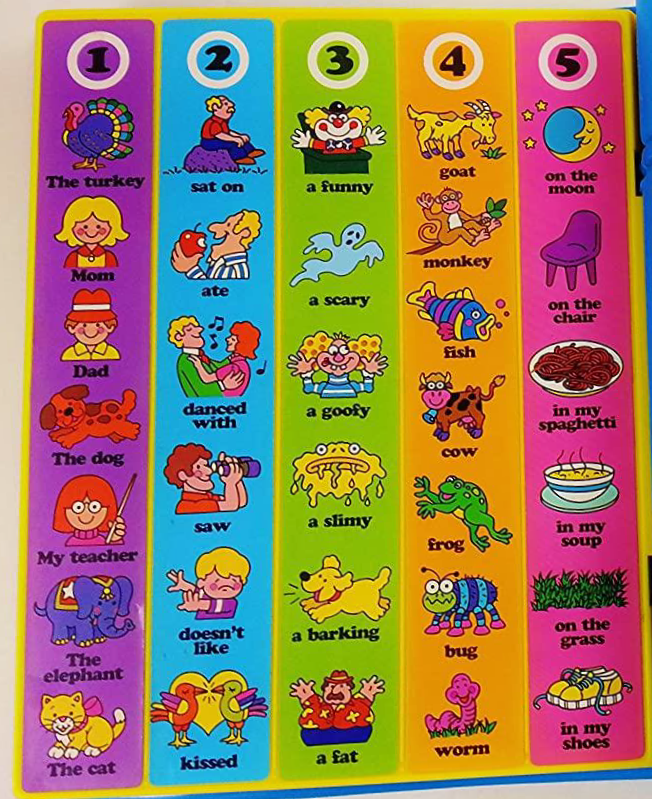 1
The turkey
Mom
Dad
The dog
My teacher
The
elephant
The cat
2
sat on
ate
danced
with
saw
doesn't
like
kissed
3
a funny
a scary
a goofy
a slimy
a barking
a fat
4
goat
monkey
fish
cow
frog
bug
worm
5
on the
moon
on the
chair
in my
spaghetti
in my
soup
on the
grass
in my
shoes